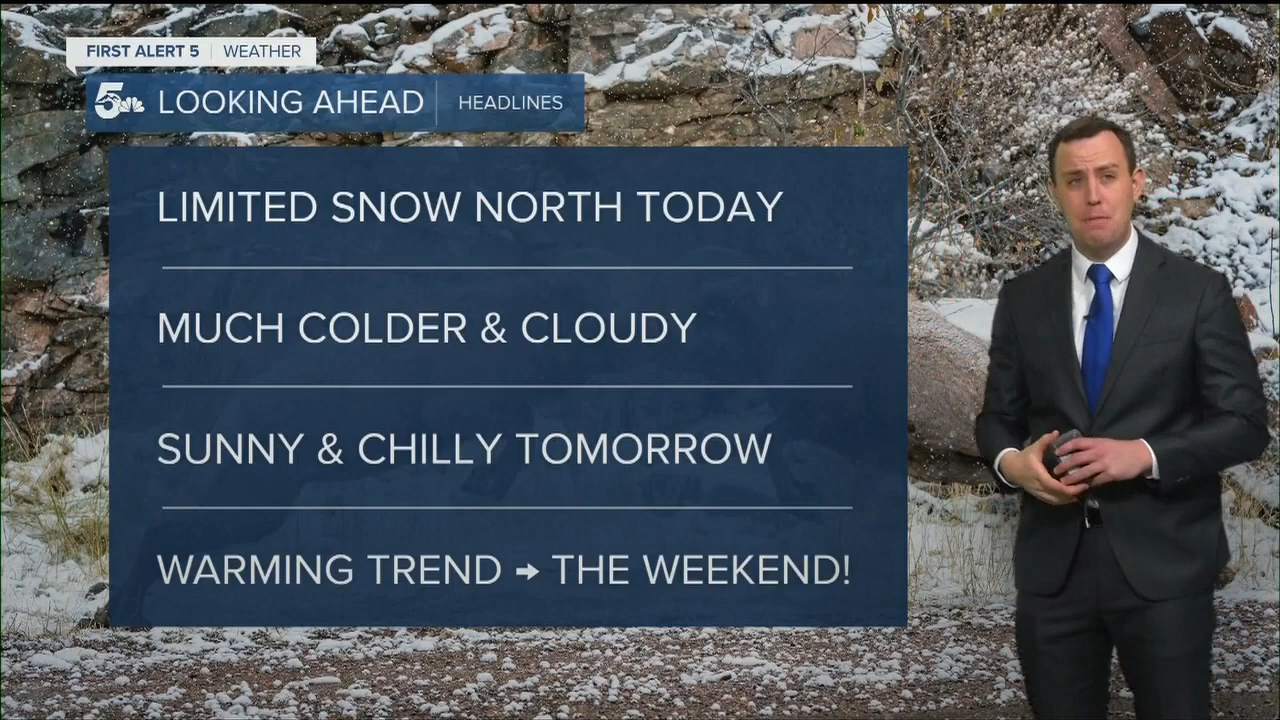 FIRST ALERT 5 | WEATHER
5 LOOKING AHEAD | HEADLINES
LIMITED SNOW NORTH TODAY
MUCH COLDER & CLOUDY
SUNNY & CHILLY TOMORROW
WARMING TREND → THE WEEKEND!